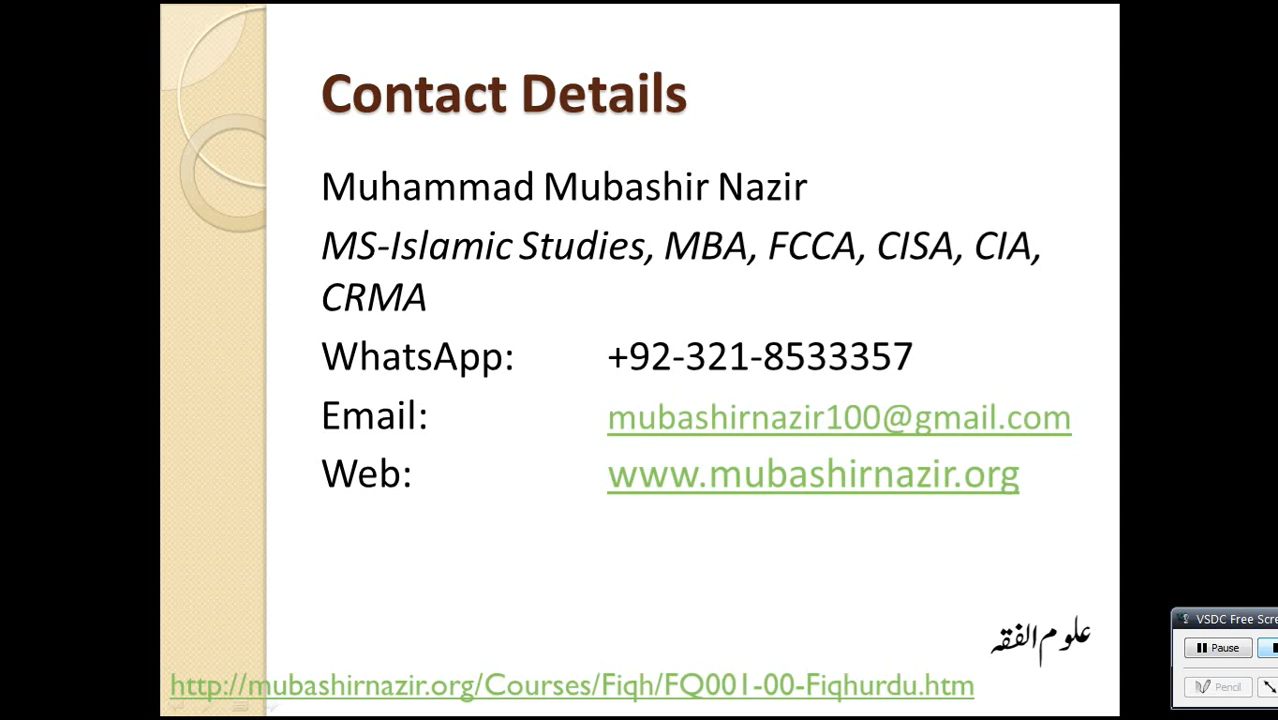 Contact Details
Muhammad Mubashir Nazir
MS-Islamic Studies, MBA, FCCA, CISA, CIA,
CRMA
WhatsApp: +92-321-8533357
Email: mubashirnazir100@gmail.com
Web: www.mubashirnazir.org
علوم الفقہ
http://mubashirnazir.org/Courses/Fiqh/FQ001-00-Fiqhurdu.htm
VSDC Free Scre
Pause
Pencil